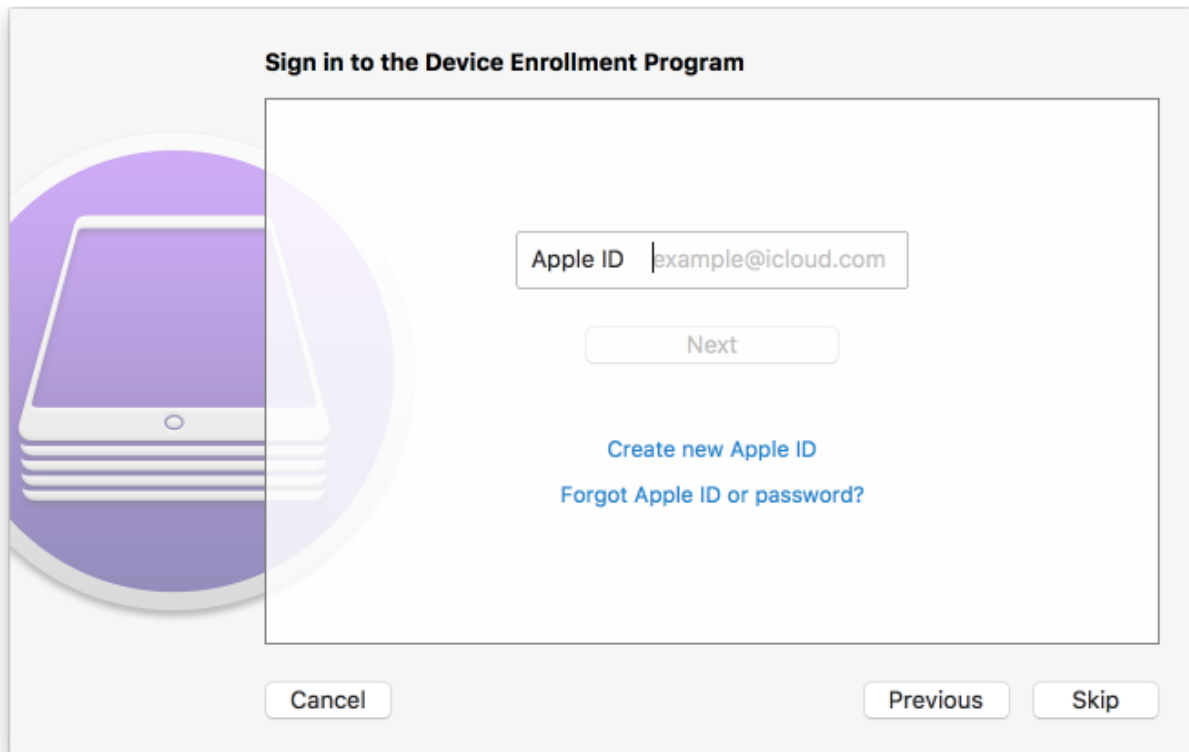 Sign in to the Device Enrollment Program
Apple ID example@icloud.com
Next
Create new Apple ID
Forgot Apple ID or password?
Cancel Previous Skip